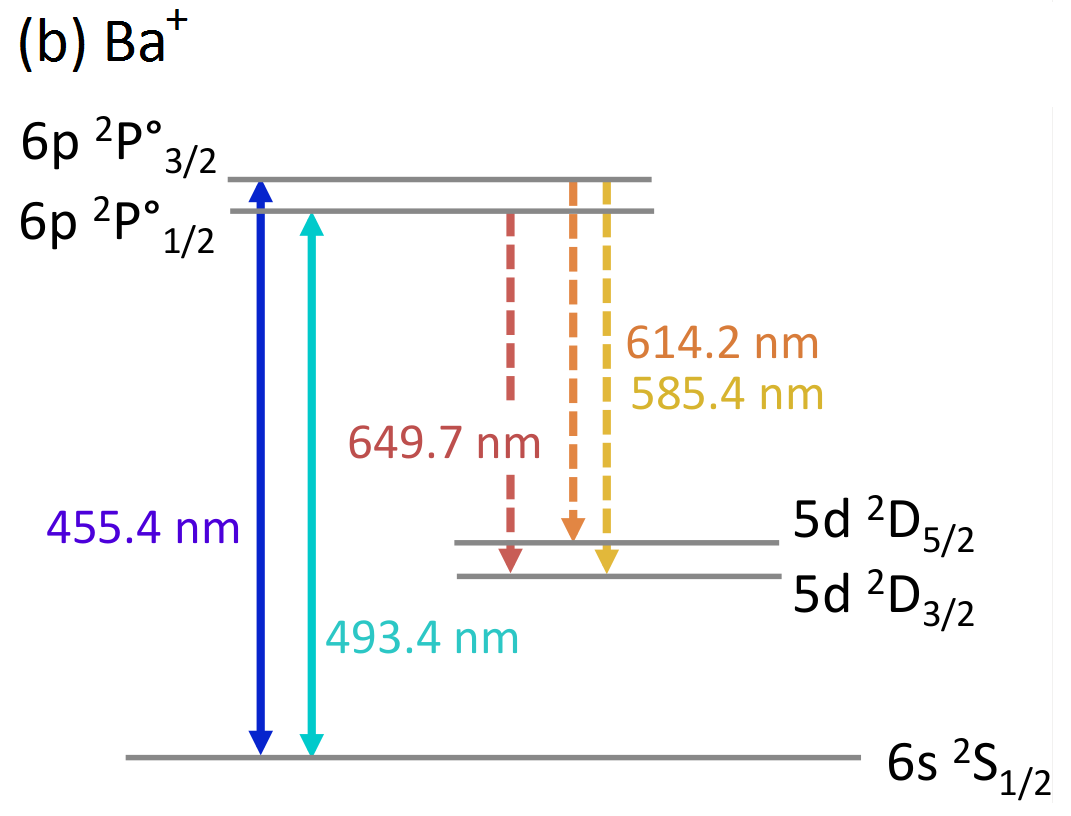 (b) Ba⁺
6p ²P°₃/₂
6p ²P°₁/₂
614.2 nm
585.4 nm
649.7 nm
455.4 nm
5d ²D₅/₂
5d ²D₃/₂
493.4 nm
6s ²S₁/₂